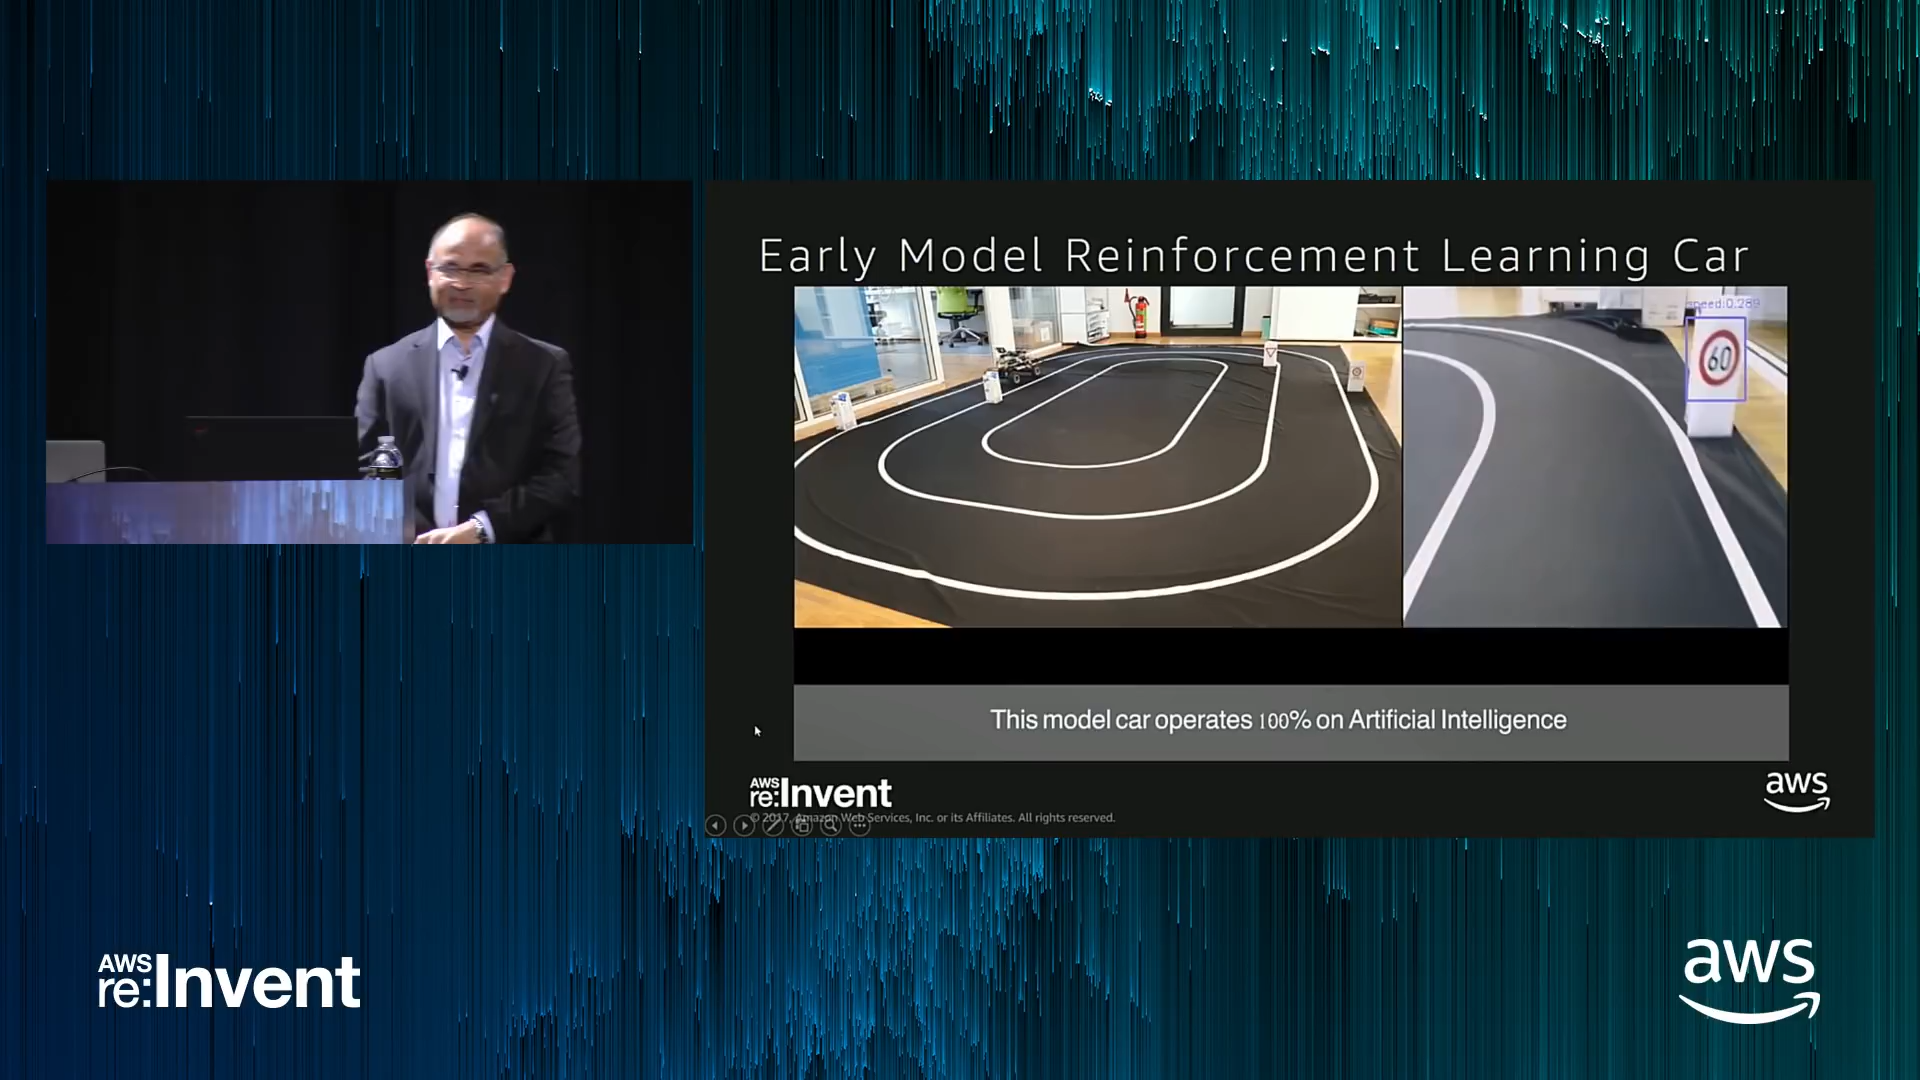 Early Model Reinforcement Learning Car
speed:0.289
60
This model car operates 100% on Artificial Intelligence
AWS
re:Invent
aws
© 2017, Amazon Web Services, Inc. or its Affiliates. All rights reserved.
AWS
re:Invent
aws